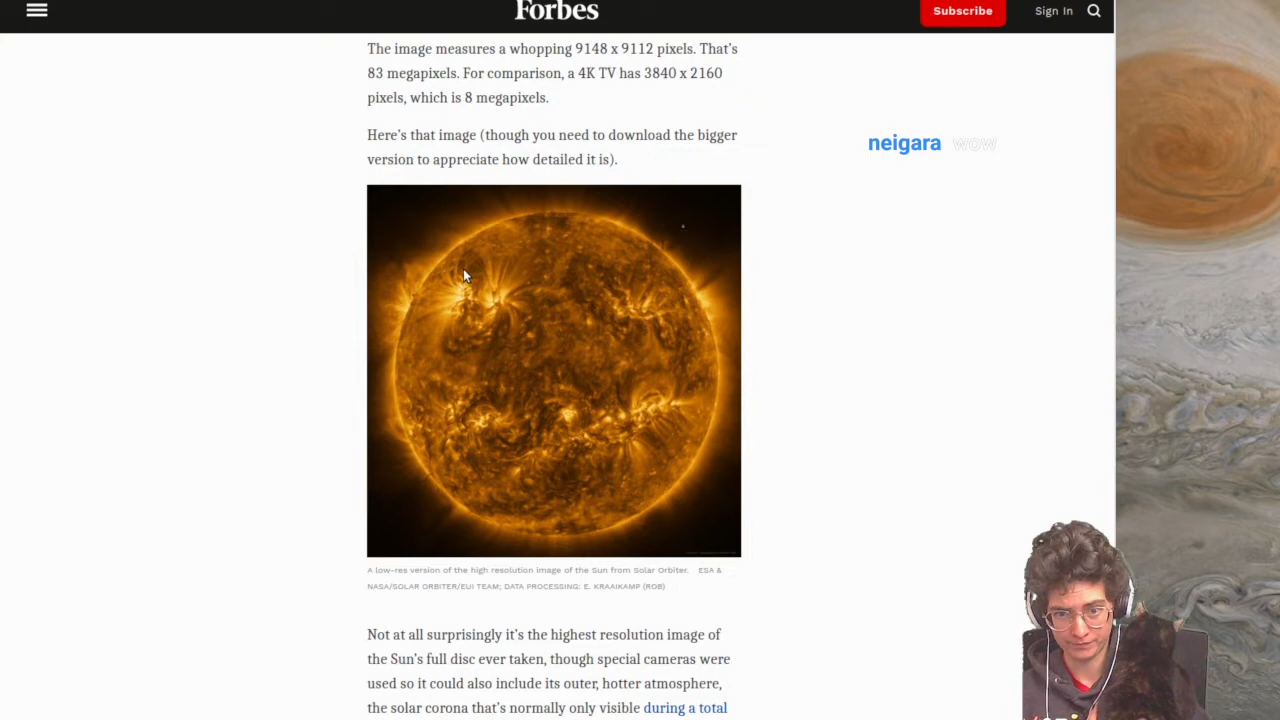 Forbes
Subscribe
Sign In
The image measures a whopping 9148 x 9112 pixels. That's
83 megapixels. For comparison, a 4K TV has 3840 x 2160
pixels, which is 8 megapixels.
neigara wow
Here's that image (though you need to download the bigger
version to appreciate how detailed it is).
A low-res version of the high resolution image of the Sun from Solar Orbiter. ESA &
NASA/SOLAR ORBITER/EUI TEAM; DATA PROCESSING: E. KRAAIKAMP (ROB)
Not at all surprisingly it's the highest resolution image of
the Sun's full disc ever taken, though special cameras were
used so it could also include its outer, hotter atmosphere,
the solar corona that's normally only visible during a total